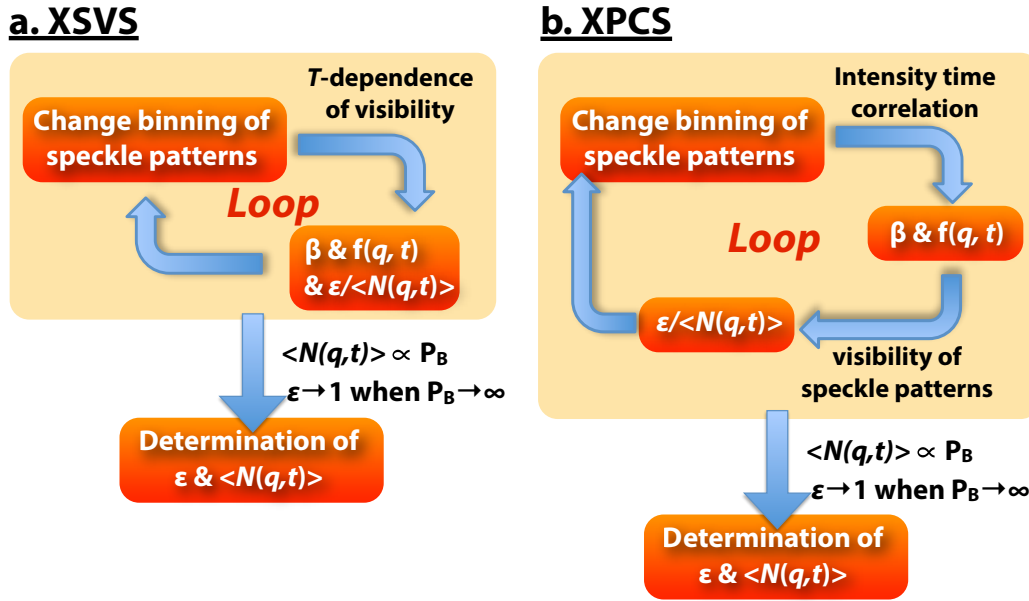 a. XSVS
T-dependence
of visibility
Change binning of
speckle patterns
Loop
β & f(q, t)
& ε/<N(q,t)>
<N(q,t)> ∝ PB
ε→1 when PB→∞
Determination of
ε & <N(q,t)>
b. XPCS
Intensity time
correlation
Change binning of
speckle patterns
Loop
β & f(q, t)
ε/<N(q,t)>
visibility of
speckle patterns
<N(q,t)> ∝ PB
ε→1 when PB→∞
Determination of
ε & <N(q,t)>